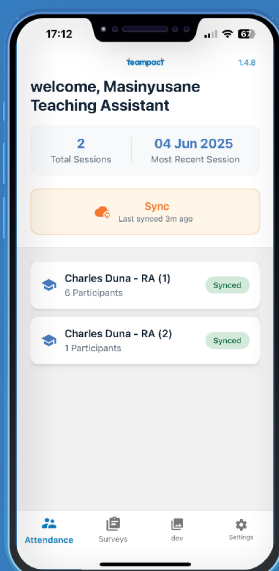 17:12
67
teampact
1.4.8
welcome, Masinyusane
Teaching Assistant
2
Total Sessions
04 Jun 2025
Most Recent Session
Sync
Last synced 3m ago
Charles Duna - RA (1)
6 Participants
Synced
Charles Duna - RA (2)
1 Participants
Synced
Attendance
Surveys
dev
Settings